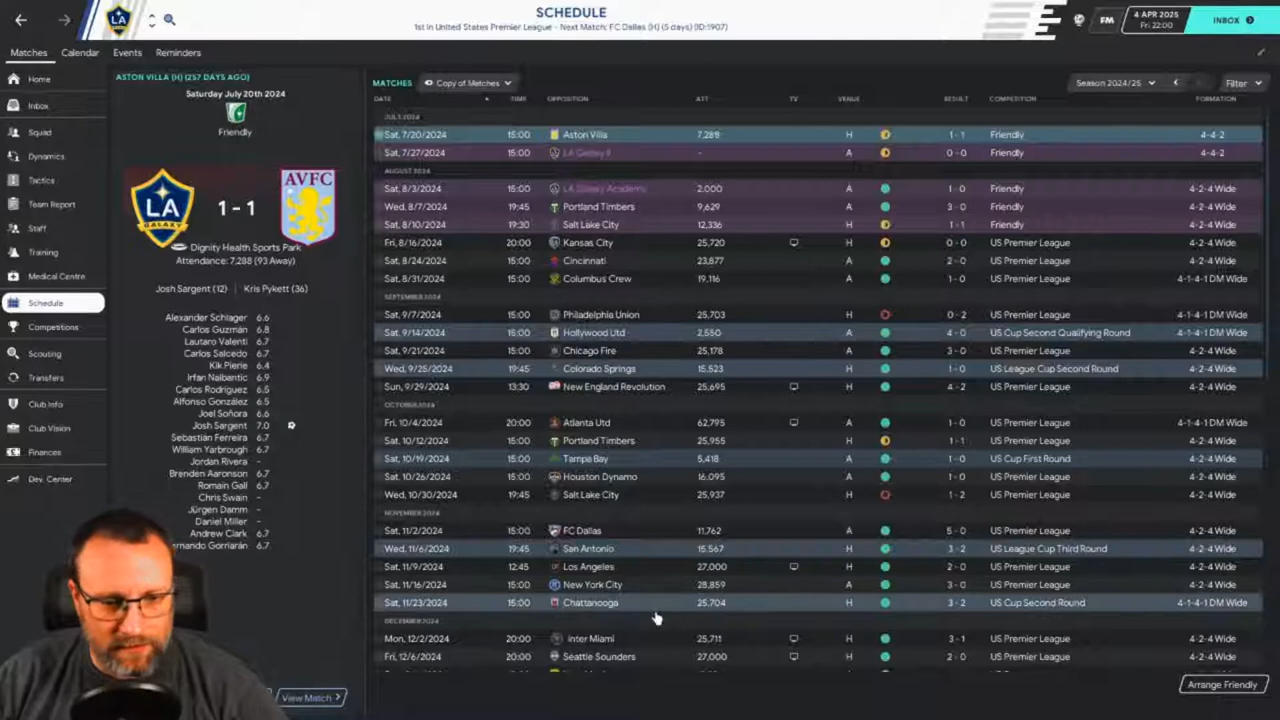 LA GALAXY
SCHEDULE
1st in United States Premier League - Next Match: FC Dallas (H) (5 days) (ID:1907)
FM
4 APR 2025
Fri 22:00
INBOX
Matches Calendar Events Reminders
Home
Inbox
Squad
Dynamics
Tactics
Team Report
Staff
Training
Medical Centre
Schedule
Competitions
Scouting
Transfers
Club Info
Club Vision
Finances
Dev. Center
ASTON VILLA (H) (257 DAYS AGO)
Saturday July 20th 2024
Friendly
LA GALAXY 1 - 1 AVFC
Dignity Health Sports Park
Attendance: 7,288 (93 Away)
Josh Sargent (12) Kris Pykett (36)
Alexander Schlager 6.6
Carlos Guzmán 6.8
Lautaro Valenti 6.7
Carlos Salcedo 6.7
Kik Pierie 6.4
Irfan Nalbantic 6.9
Carlos Rodríguez 6.5
Alfonso González 6.5
Joel Soñora 6.6
Josh Sargent 7.0
Sebastián Ferreira 6.7
William Yarbrough 6.7
Jordan Rivera -
Brenden Aaronson 6.7
Romain Gall 6.7
Chris Swain -
Jürgen Damm -
Daniel Miller -
Andrew Clark 6.7
ernando Gorriarán 6.7
View Match >
MATCHES Copy of Matches Season 2024/25 Filter
DATE TIME OPPOSITION ATT TV VENUE RESULT COMPETITION FORMATION
JULY 2024
Sat, 7/20/2024 15:00 Aston Villa 7,288 H 1 - 1 Friendly 4-4-2
Sat, 7/27/2024 15:00 LA Galaxy II - A 0 - 0 Friendly 4-4-2
AUGUST 2024
Sat, 8/3/2024 15:00 LA Galaxy Academy 2,000 A 1 - 0 Friendly 4-2-4 Wide
Wed, 8/7/2024 19:45 Portland Timbers 9,629 A 3 - 0 Friendly 4-2-4 Wide
Sat, 8/10/2024 19:30 Salt Lake City 12,336 H 1 - 1 Friendly 4-2-4 Wide
Fri, 8/16/2024 20:00 Kansas City 25,720 H 0 - 0 US Premier League 4-2-4 Wide
Sat, 8/24/2024 15:00 Cincinnati 23,877 A 2 - 0 US Premier League 4-2-4 Wide
Sat, 8/31/2024 15:00 Columbus Crew 19,116 A 1 - 0 US Premier League 4-1-4-1 DM Wide
SEPTEMBER 2024
Sat, 9/7/2024 15:00 Philadelphia Union 25,703 H 0 - 2 US Premier League 4-1-4-1 DM Wide
Sat, 9/14/2024 15:00 Hollywood Utd 2,550 A 4 - 0 US Cup Second Qualifying Round 4-1-4-1 DM Wide
Sat, 9/21/2024 15:00 Chicago Fire 25,178 A 3 - 0 US Premier League 4-2-4 Wide
Wed, 9/25/2024 19:45 Colorado Springs 15,523 H 1 - 0 US League Cup Second Round 4-2-4 Wide
Sun, 9/29/2024 13:30 New England Revolution 25,695 H 4 - 2 US Premier League 4-2-4 Wide
OCTOBER 2024
Fri, 10/4/2024 20:00 Atlanta Utd 62,795 A 1 - 0 US Premier League 4-1-4-1 DM Wide
Sat, 10/12/2024 15:00 Portland Timbers 25,955 H 1 - 1 US Premier League 4-2-4 Wide
Sat, 10/19/2024 15:00 Tampa Bay 5,418 A 1 - 0 US Cup First Round 4-2-4 Wide
Sat, 10/26/2024 15:00 Houston Dynamo 16,095 A 1 - 0 US Premier League 4-2-4 Wide
Wed, 10/30/2024 19:45 Salt Lake City 25,937 H 1 - 2 US Premier League 4-2-4 Wide
NOVEMBER 2024
Sat, 11/2/2024 15:00 FC Dallas 11,762 A 5 - 0 US Premier League 4-2-4 Wide
Wed, 11/6/2024 19:45 San Antonio 15,567 H 3 - 2 US League Cup Third Round 4-2-4 Wide
Sat, 11/9/2024 12:45 Los Angeles 27,000 H 2 - 0 US Premier League 4-2-4 Wide
Sat, 11/16/2024 15:00 New York City 28,859 A 3 - 0 US Premier League 4-2-4 Wide
Sat, 11/23/2024 15:00 Chattanooga 25,704 H 3 - 2 US Cup Second Round 4-1-4-1 DM Wide
DECEMBER 2024
Mon, 12/2/2024 20:00 Inter Miami 25,711 H 3 - 1 US Premier League 4-2-4 Wide
Fri, 12/6/2024 20:00 Seattle Sounders 27,000 H 2 - 0 US Premier League 4-2-4 Wide
Arrange Friendly